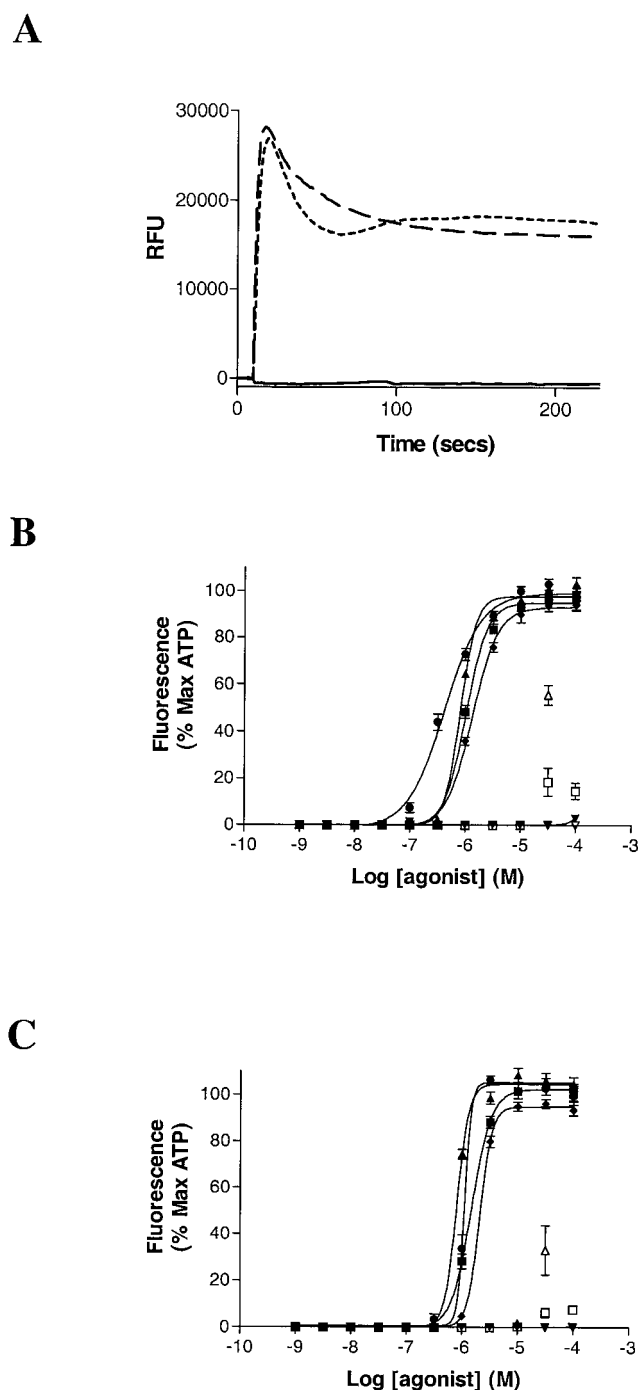 A
30000
20000
10000
0
RFU
0 100 200
Time (secs)
B
100
80
60
40
20
0
Fluorescence
(% Max ATP)
-10 -9 -8 -7 -6 -5 -4 -3
Log [agonist] (M)
C
100
80
60
40
20
0
Fluorescence
(% Max ATP)
-10 -9 -8 -7 -6 -5 -4 -3
Log [agonist] (M)